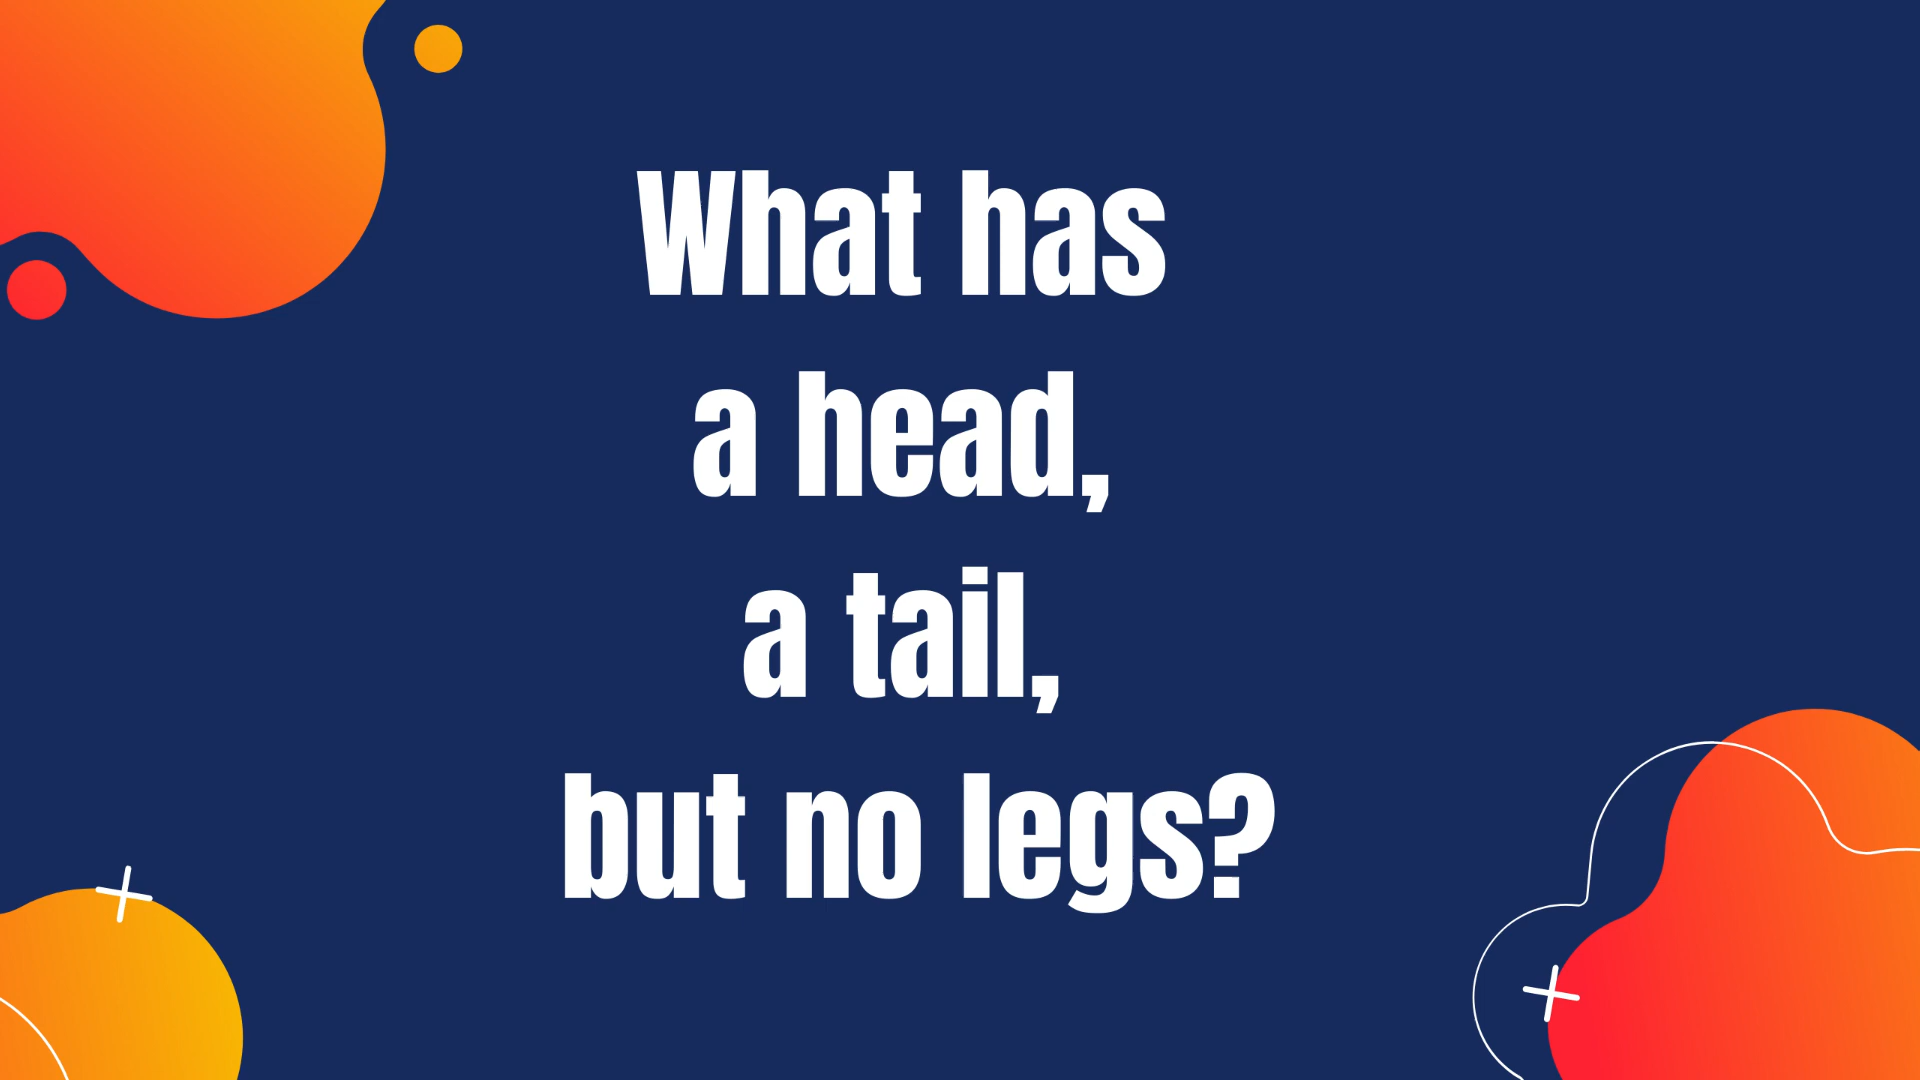 What has
a head,
a tail,
but no legs?